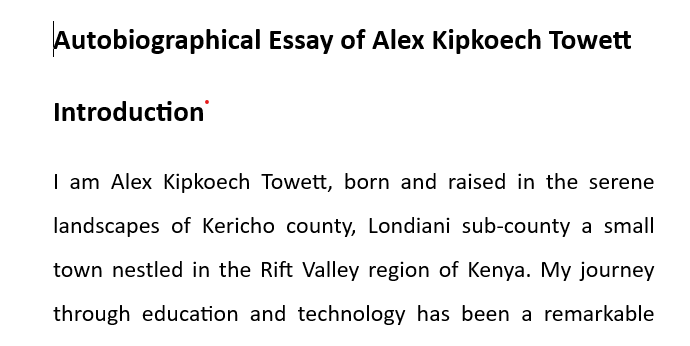 Autobiographical Essay of Alex Kipkoech Towett
Introduction
I am Alex Kipkoech Towett, born and raised in the serene
landscapes of Kericho county, Londiani sub-county a small
town nestled in the Rift Valley region of Kenya. My journey
through education and technology has been a remarkable